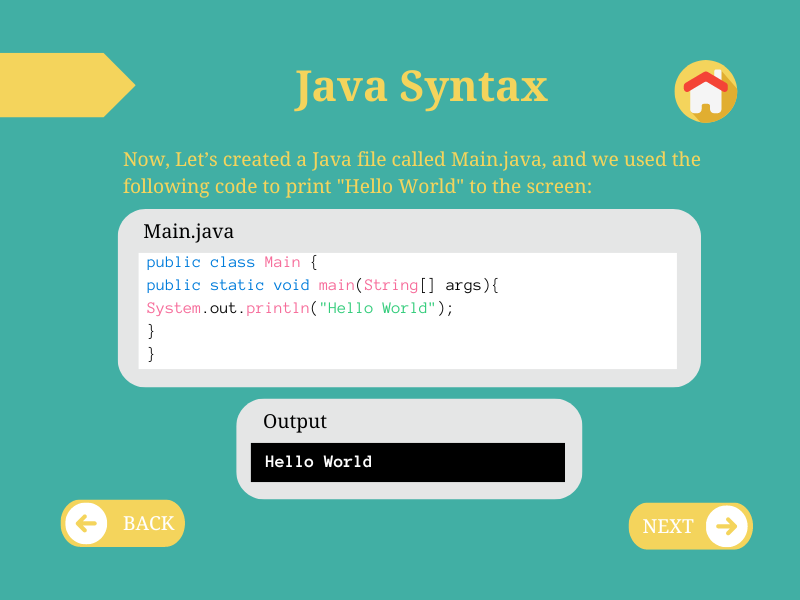 Java Syntax
Now, Let’s created a Java file called Main.java, and we used the
following code to print "Hello World" to the screen:
Main.java
public class Main {
public static void main(String[] args){
System.out.println("Hello World");
}
}
Output
Hello World
BACK
NEXT